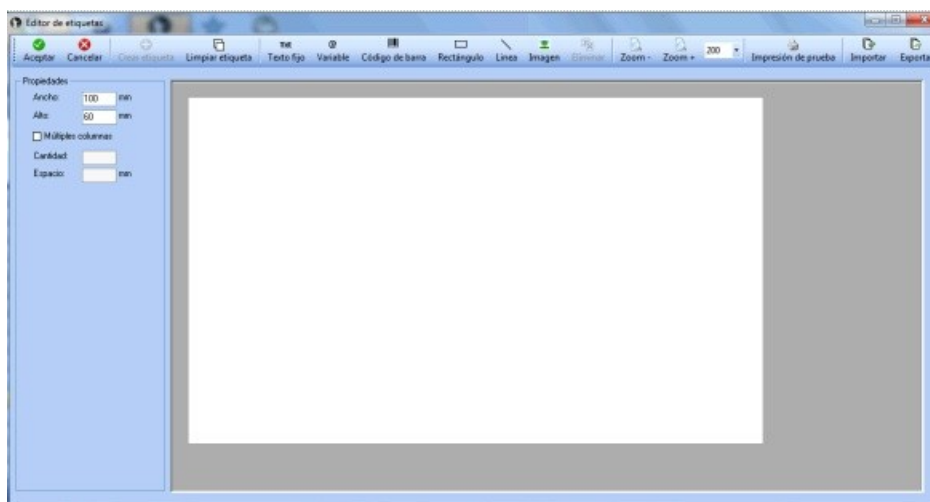 Editor de etiquetas
Aceptar Cancelar Crear etiqueta Limpiar etiqueta Texto fijo Variable Código de barra Rectángulo Linea Imagen Eliminar Zoom - Zoom + 200 Impresión de prueba Importar Exporta
Propiedades
Ancho: 100 mm
Alto: 60 mm
Múltiples columnas
Cantidad:
Espacio: mm